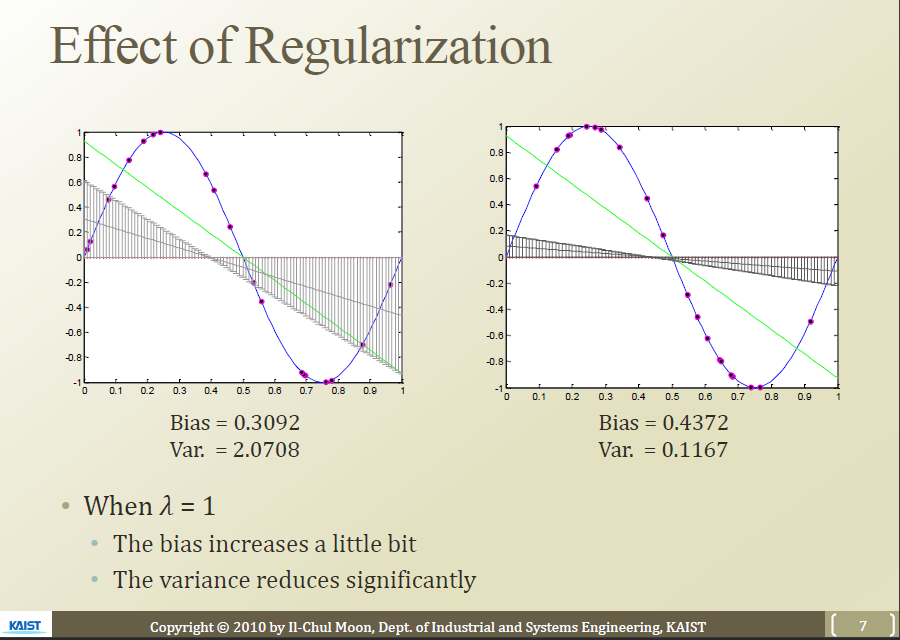 Effect of Regularization
1
0.8
0.6
0.4
0.2
0
-0.2
-0.4
-0.6
-0.8
-1
0 0.1 0.2 0.3 0.4 0.5 0.6 0.7 0.8 0.9 1
1
0.8
0.6
0.4
0.2
0
-0.2
-0.4
-0.6
-0.8
-1
0 0.1 0.2 0.3 0.4 0.5 0.6 0.7 0.8 0.9 1
Bias = 0.3092
Var. = 2.0708
Bias = 0.4372
Var. = 0.1167
• When λ = 1
• The bias increases a little bit
• The variance reduces significantly
KAIST
Copyright © 2010 by Il-Chul Moon, Dept. of Industrial and Systems Engineering, KAIST
7